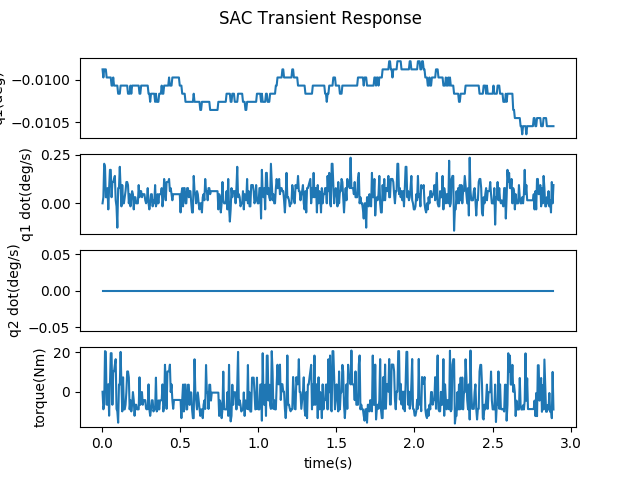 SAC Transient Response
−0.0100
−0.0105
q1(deg)
0.25
0.00
q1 dot(deg/s)
0.05
0.00
−0.05
q2 dot(deg/s)
20
0
torque(Nm)
0.0 0.5 1.0 1.5 2.0 2.5 3.0
time(s)